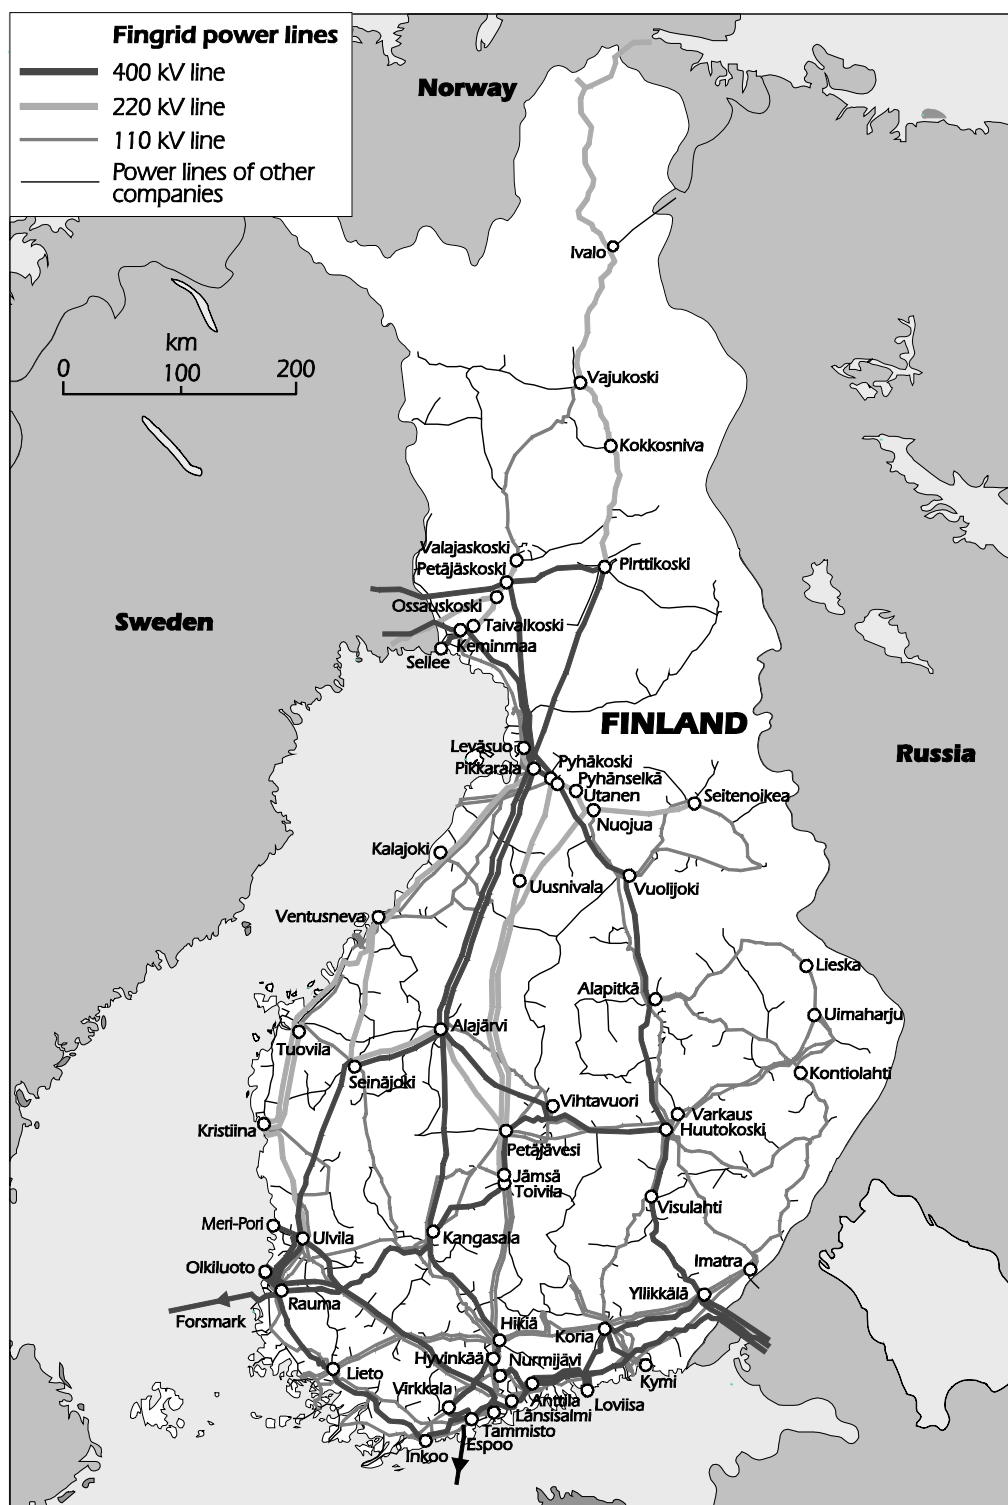 Fingrid power lines
400 kV line
220 kV line
110 kV line
Power lines of other
companies
Norway
Ivalo
km
0 100 200
Vajukoski
Kokkosniva
Valajaskoski
Petäjäskoski
Pirttikoski
Ossauskoski
Sweden
Taivalkoski
Keminmaa
Sellee
FINLAND
Russia
Leväsuo
Pikkarala
Pyhäkoski
Pyhänselkä
Utanen
Seitenoikea
Nuojua
Kalajoki
Uusnivala
Vuolijoki
Ventusneva
Lieska
Alapitkä
Uimaharju
Alajärvi
Tuovila
Seinäjoki
Kontiolahti
Vihtavuori
Varkaus
Huutokoski
Kristiina
Petäjävesi
Jämsä
Toivila
Visulahti
Meri-Pori
Ulvila
Kangasala
Olkiluoto
Imatra
Yllikkälä
Rauma
Forsmark
Hikiä
Koria
Hyvinkää
Nurmijävi
Lieto
Virkkala
Kymi
Anttila
Loviisa
Länsisalmi
Tammisto
Espoo
Inkoo